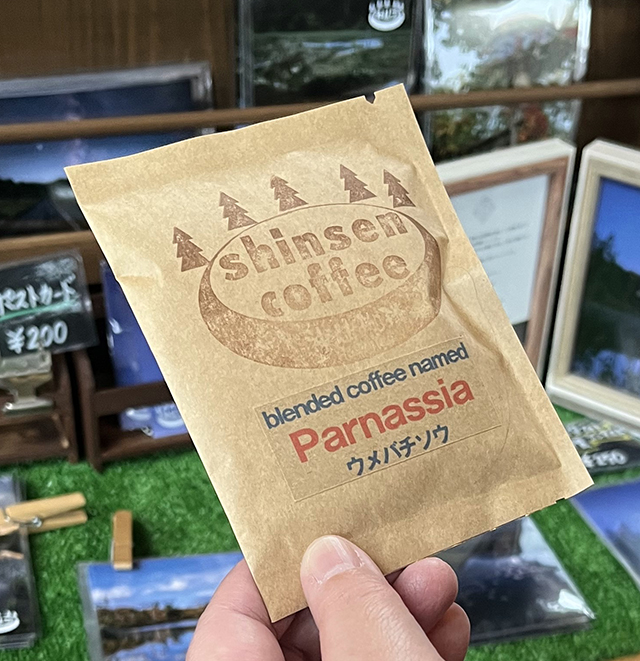 shinsen
coffee
blended coffee named
Parnassia
ウメバチソウ
ポストカード
¥200